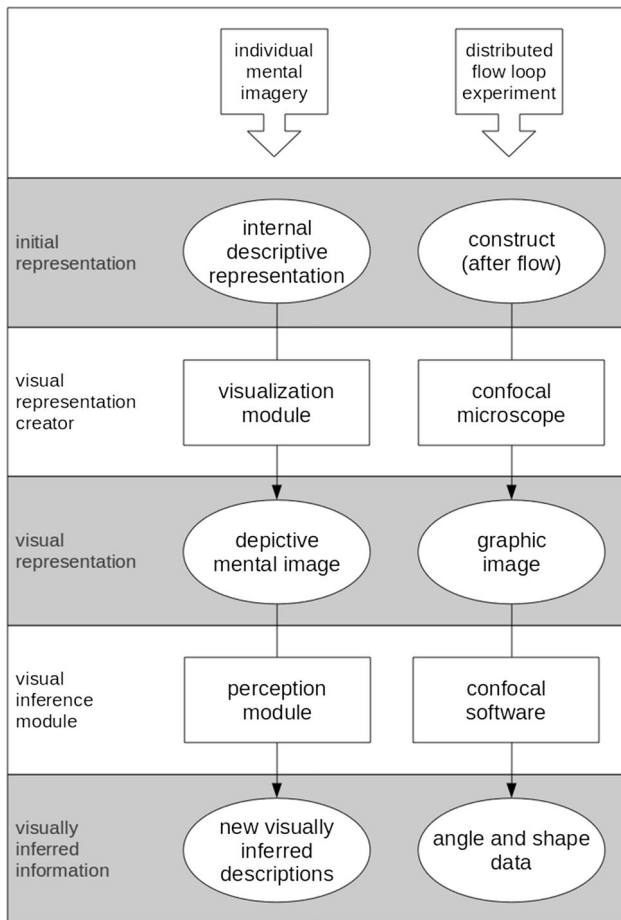 individual
mental
imagery
distributed
flow loop
experiment
initial
representation
internal
descriptive
representation
construct
(after flow)
visual
representation
creator
visualization
module
confocal
microscope
visual
representation
depictive
mental image
graphic
image
visual
inference
module
perception
module
confocal
software
visually
inferred
information
new visually
inferred
descriptions
angle and shape
data